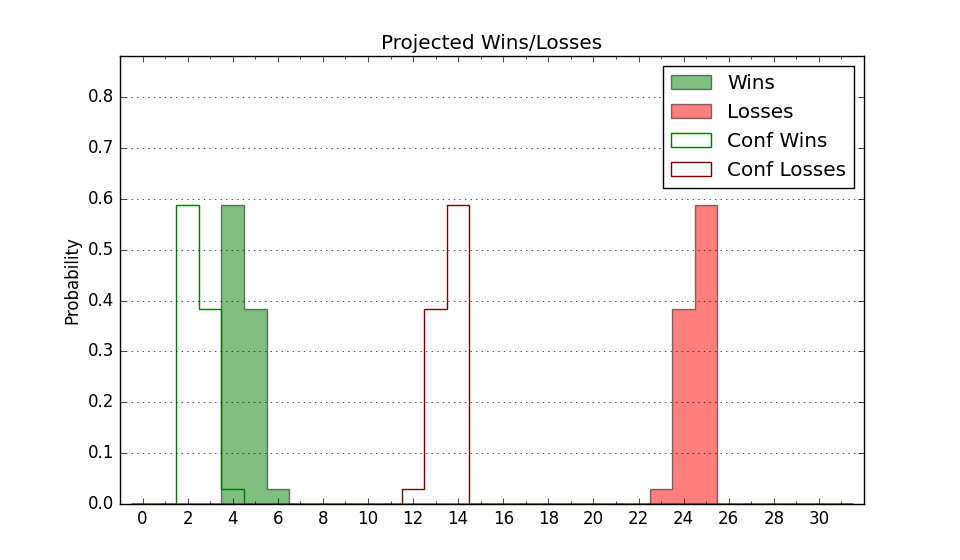 Projected Wins/Losses
Wins
Losses
Conf Wins
Conf Losses
Probability
0.8
0.7
0.6
0.5
0.4
0.3
0.2
0.1
0.0
0 2 4 6 8 10 12 14 16 18 20 22 24 26 28 30